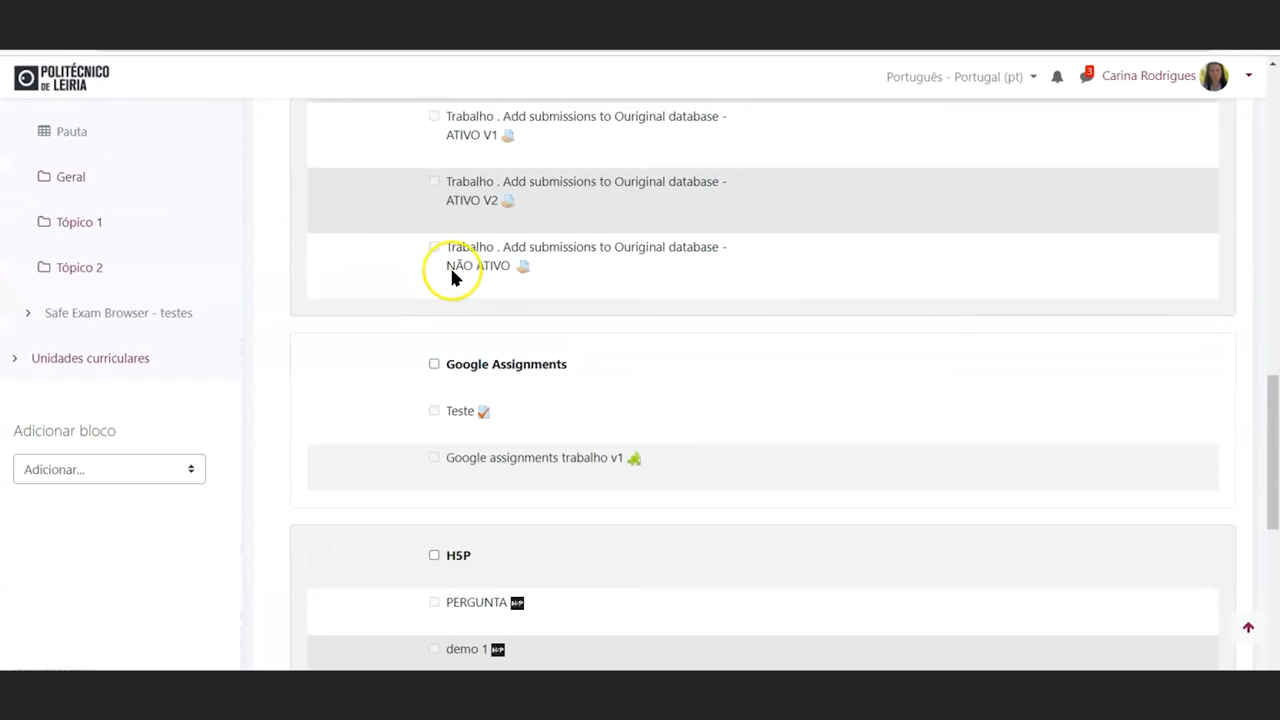 POLITÉCNICO
DE LEIRIA
Português - Portugal (pt)
3
Carina Rodrigues
Pauta
Geral
Tópico 1
Tópico 2
Safe Exam Browser - testes
Unidades curriculares
Adicionar bloco
Adicionar...
Trabalho . Add submissions to Ouriginal database -
ATIVO V1
Trabalho . Add submissions to Ouriginal database -
ATIVO V2
Trabalho . Add submissions to Ouriginal database -
NÃO ATIVO
Google Assignments
Teste
Google assignments trabalho v1
H5P
PERGUNTA H5P
demo 1 H5P